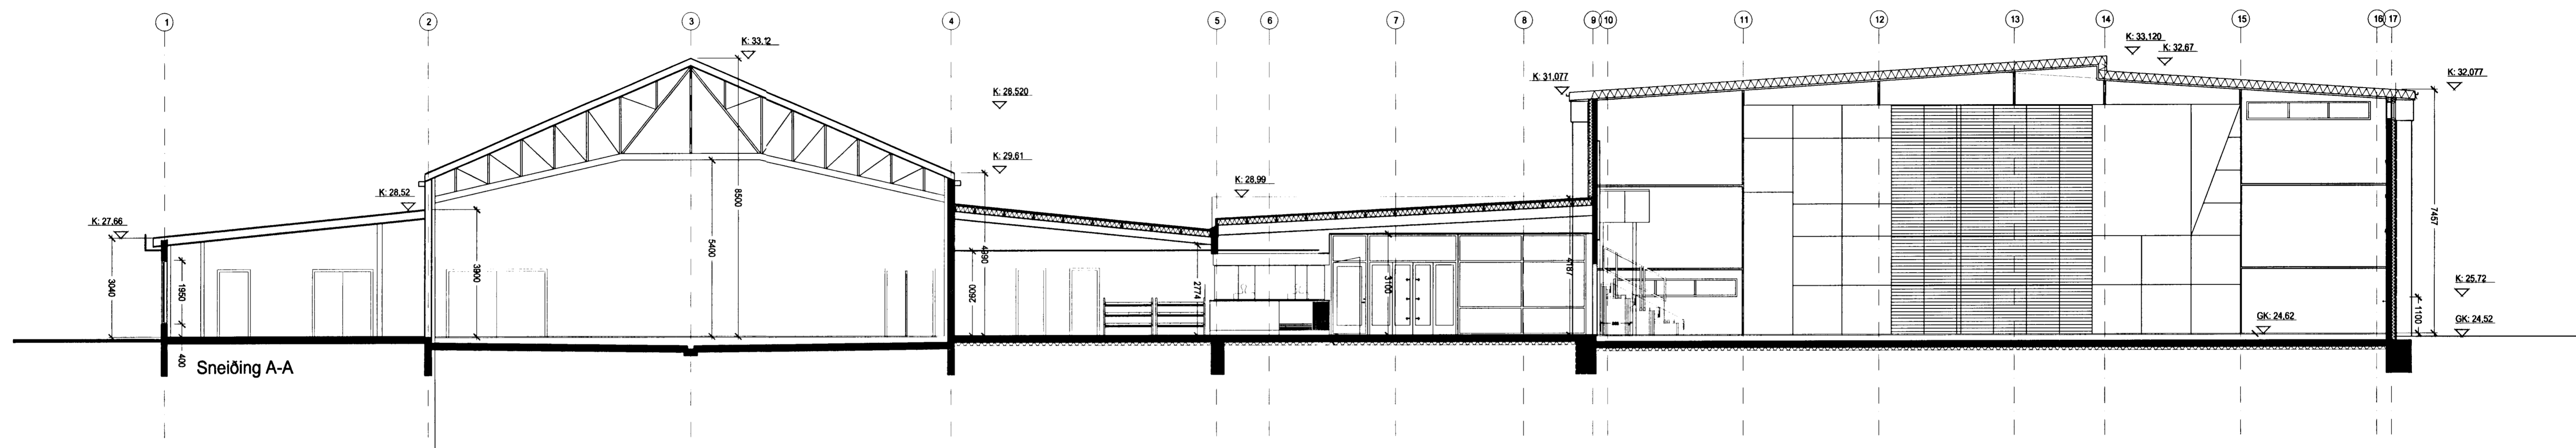 1 2 3 4 5 6 7 8 9 10 11 12 13 14 15 16 17
K: 33,12
K: 33,120
K: 32,67
K: 31,077
K: 32,077
K: 28,520
K: 29,61
K: 28,99
K: 28,52
K: 27,66
8500
5400
3900
4990
3040
1950
400
2600
2774
3100
4187
7457
1100
K: 25,72
GK: 24,62
GK: 24,52
Sneiðing A-A